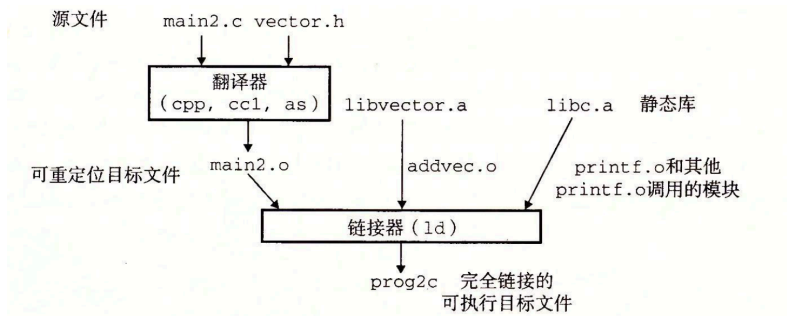 源文件 main2.c vector.h
翻译器
(cpp, cc1, as)
libvector.a libc.a 静态库
可重定位目标文件 main2.o addvec.o printf.o和其他
printf.o调用的模块
链接器(ld)
prog2c 完全链接的
可执行目标文件